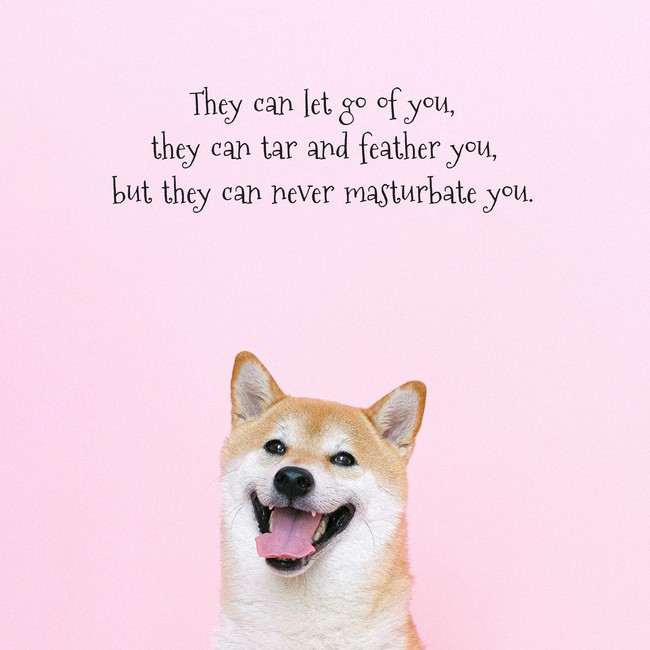 They can let go of you,
they can tar and feather you,
but they can never masturbate you.